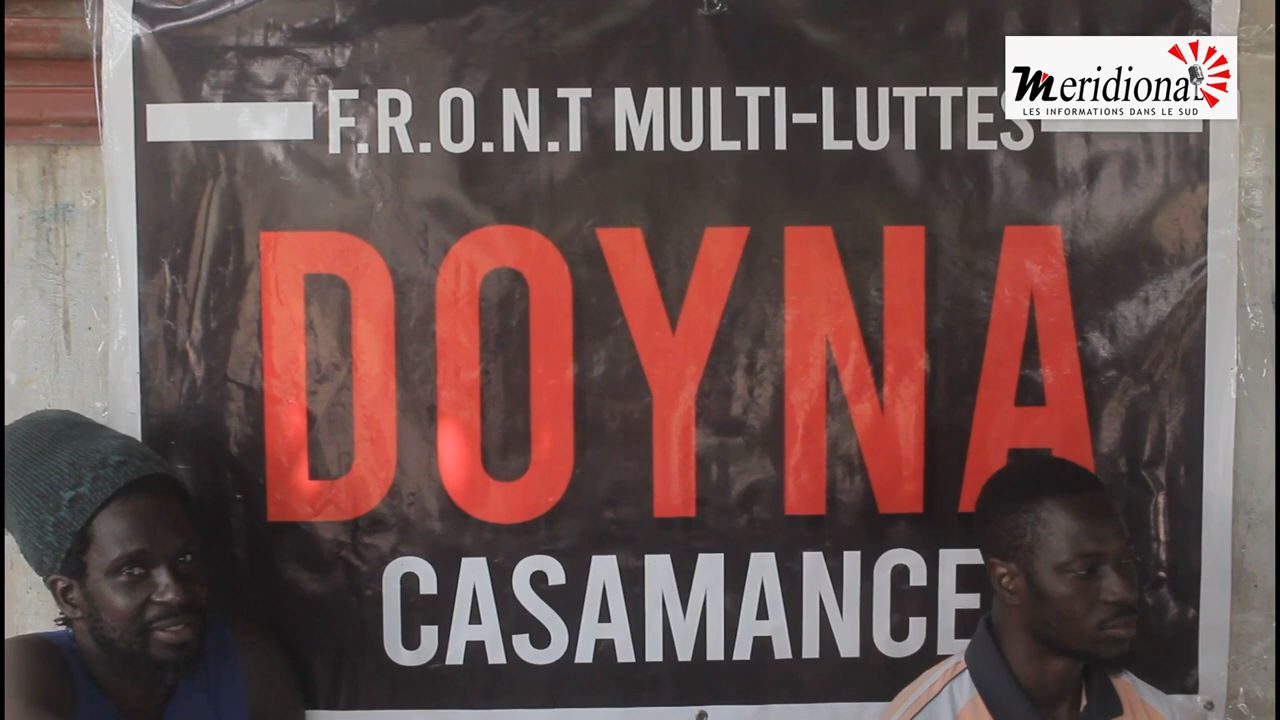 F.R.O.N.T MULTI-LUTTES
Meridional
LES INFORMATIONS DANS LE SUD
DOYNA
CASAMANCE